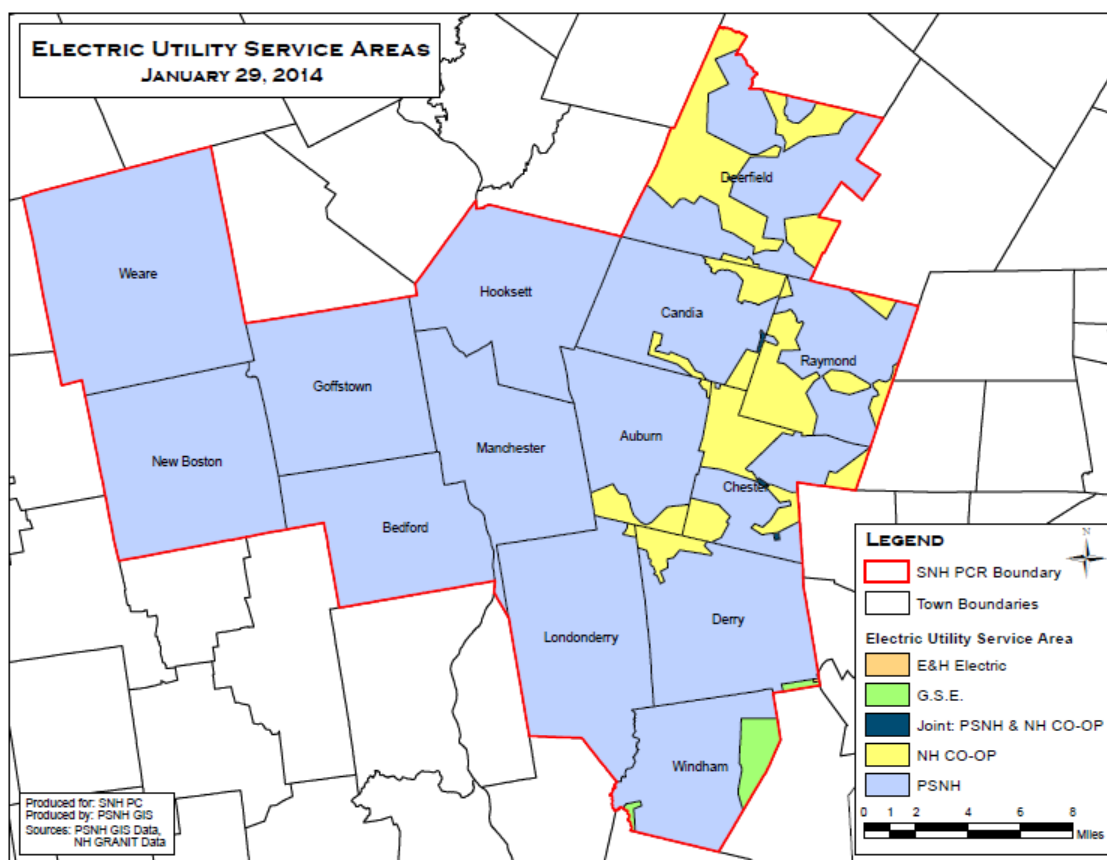 ELECTRIC UTILITY SERVICE AREAS
JANUARY 29, 2014
Deerfield
Weare
Hooksett
Candia
Raymond
Goffstown
Auburn
Manchester
New Boston
Chester
Bedford
Derry
Londonderry
Windham
LEGEND
N
SNH PCR Boundary
Town Boundaries
Electric Utility Service Area
E&H Electric
G.S.E.
Joint: PSNH & NH CO-OP
NH CO-OP
PSNH
0 1 2 4 6 8
Miles
Produced for: SNH PC
Produced by: PSNH GIS
Sources: PSNH GIS Data,
NH GRANIT Data